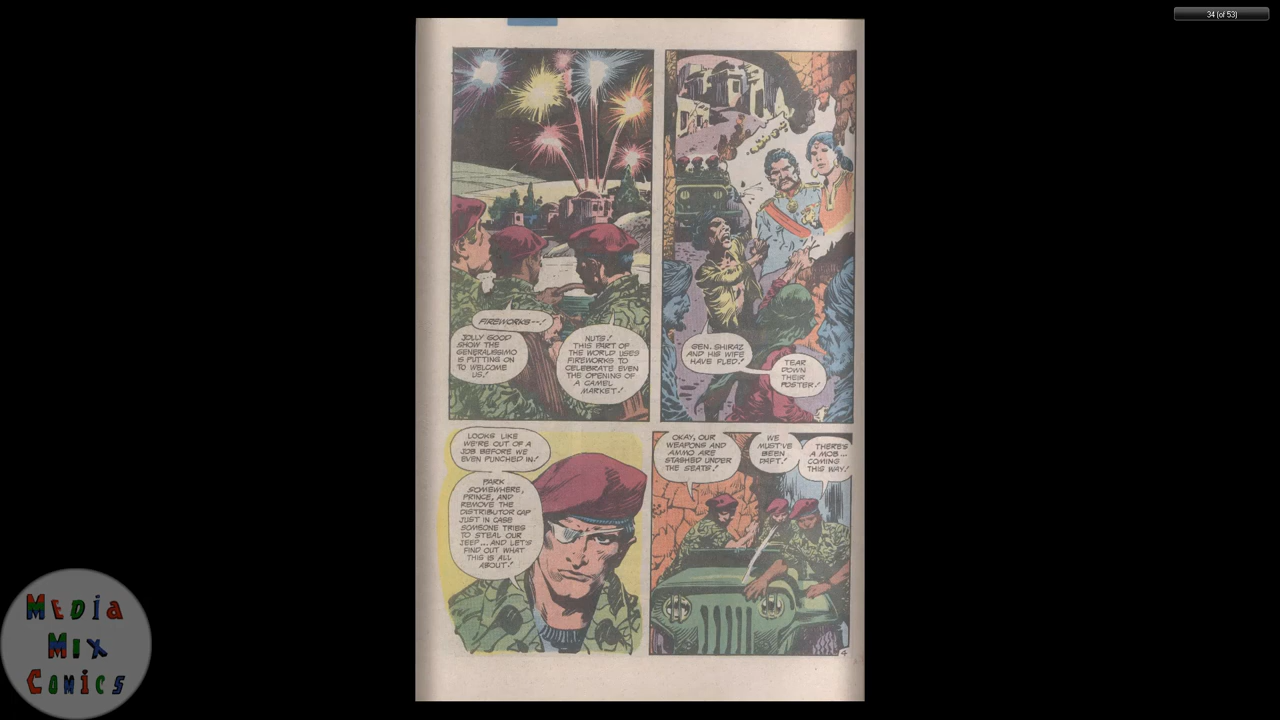 34 (of 53)
FIREWORKS--!
JOLLY GOOD
SHOW THE
GENERALISSIMO
IS PUTTING ON
TO WELCOME
US!
NUTS!
THIS PART OF
THE WORLD USES
FIREWORKS TO
CELEBRATE EVEN
THE OPENING OF
A CAMEL
MARKET!
GEN. SHIRAZ
AND HIS WIFE
HAVE FLED!
TEAR
DOWN
THEIR
POSTER!
LOOKS LIKE
WE'RE OUT OF A
JOB BEFORE WE
EVEN PUNCHED IN!
PARK
SOMEWHERE,
PRINCE, AND
REMOVE THE
DISTRIBUTOR CAP
JUST IN CASE
SOMEONE TRIES
TO STEAL OUR
JEEP...AND LET'S
FIND OUT WHAT
THIS IS ALL
ABOUT!
OKAY, OUR
WEAPONS AND
AMMO ARE
STASHED UNDER
THE SEATS!
WE
MUST'VE
BEEN
DAFT!
THERE'S
A MOB...
COMING
THIS WAY!
4
MEDIA
MIX
COMICS